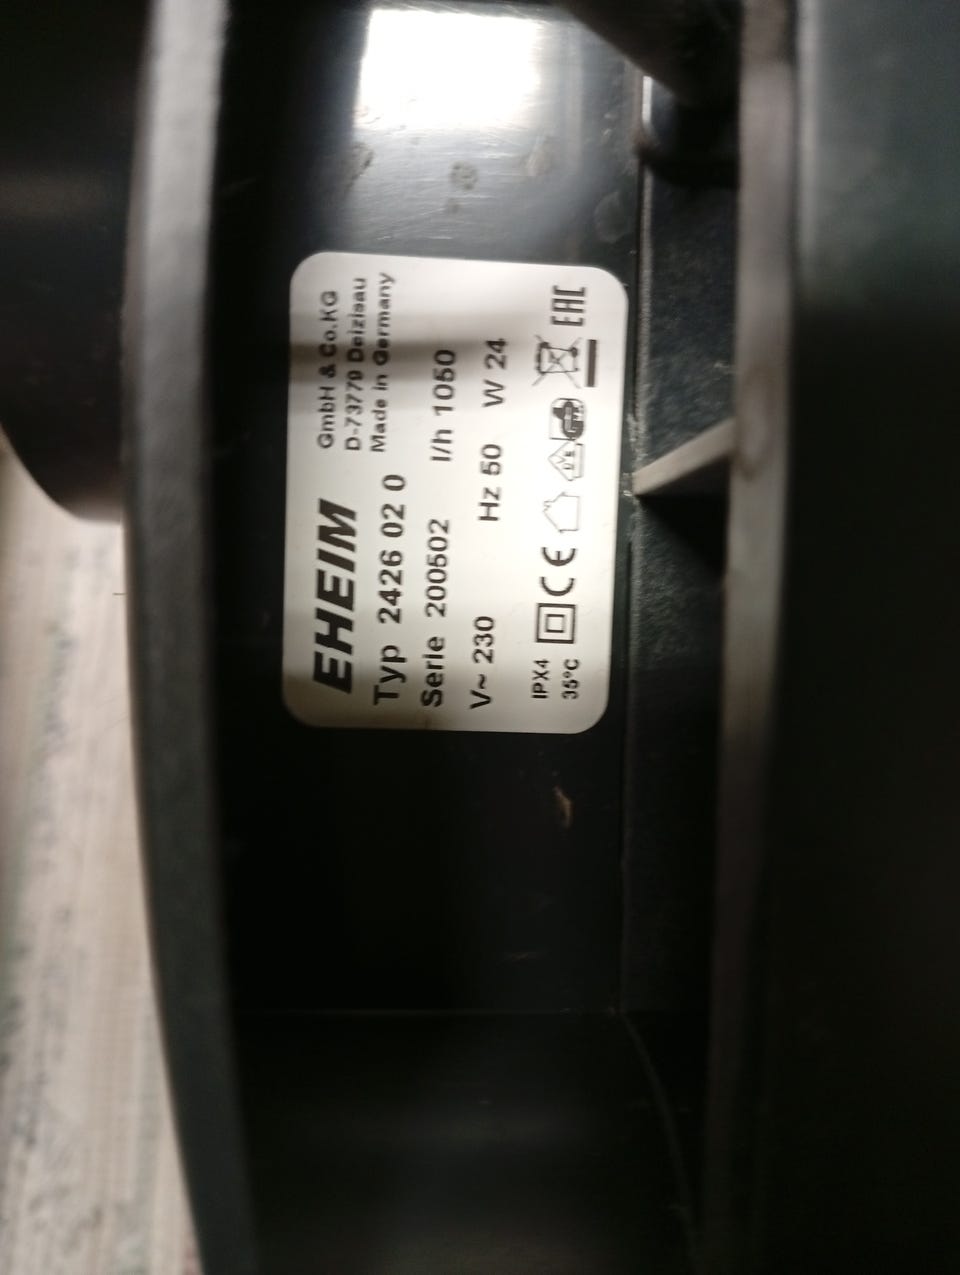 EHEIM
GmbH & Co.KG
D-73779 Deizisau
Made in Germany
Typ 2426 02 0
Serie 200502 l/h 1050
V~ 230 Hz 50 W 24
IPX4
35°C
CE
EAC